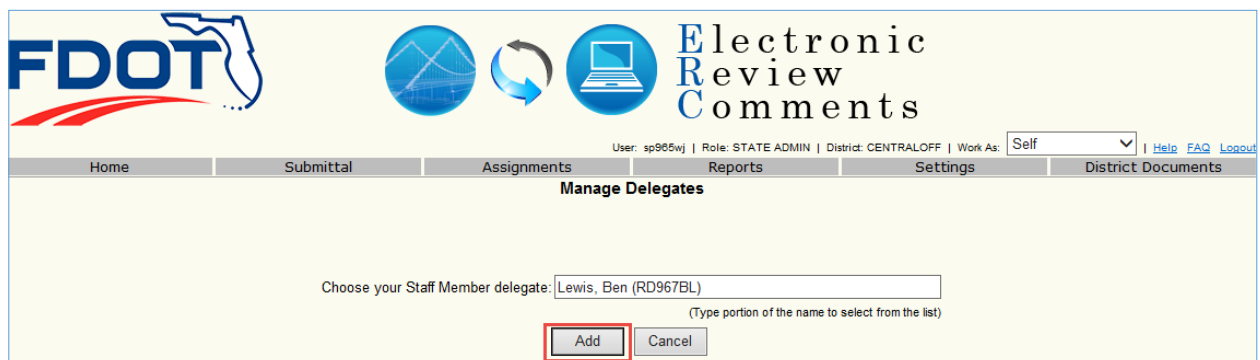 FDOT
Electronic
Review
Comments
User: sp965wj | Role: STATE ADMIN | District: CENTRALOFF | Work As: Self | Help FAQ Logout
Home Submittal Assignments Reports Settings District Documents
Manage Delegates
Choose your Staff Member delegate: Lewis, Ben (RD967BL)
(Type portion of the name to select from the list)
Add Cancel